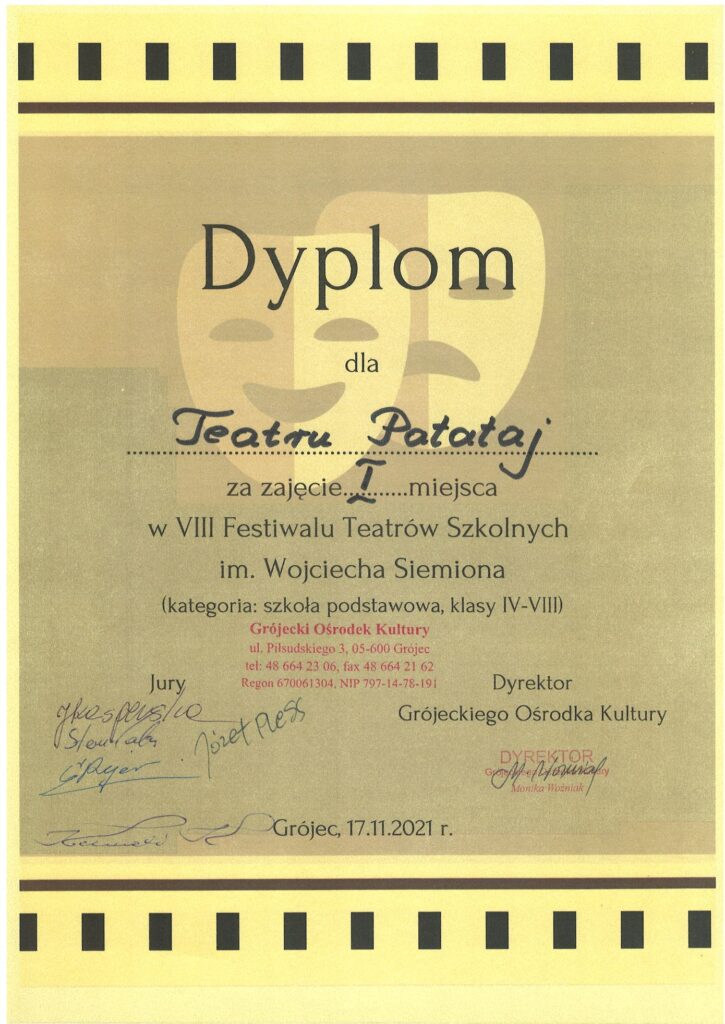 Dyplom
dla
Teatru Patataj
za zajęcie...I...miejsca
w VIII Festiwalu Teatrów Szkolnych
im. Wojciecha Siemiona
(kategoria: szkoła podstawowa, klasy IV-VIII)
Grójecki Ośrodek Kultury
ul. Piłsudskiego 3, 05-600 Grójec
tel: 48 664 23 06, fax 48 664 21 62
Regon 670061304, NIP 797-14-78-191
Jury
Józef Press
Dyrektor
Grójeckiego Ośrodka Kultury
DYREKTOR
Monika Woźniak
Grójec, 17.11.2021 r.